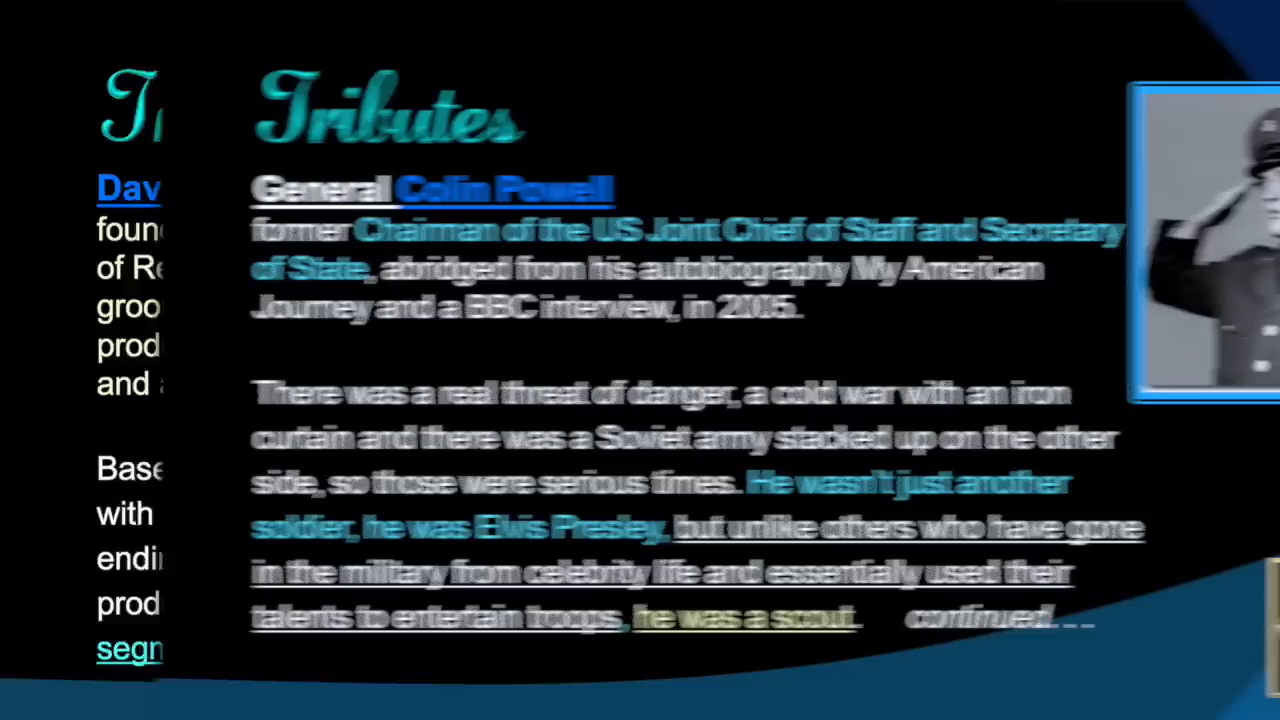 Tributes
General Colin Powell
former Chairman of the US Joint Chief of Staff and Secretary
of State, abridged from his autobiography My American
Journey and a BBC interview, in 2005.
There was a real threat of danger, a cold war with an iron
curtain and there was a Soviet army stacked up on the other
side, so those were serious times. He wasn't just another
soldier, he was Elvis Presley, but unlike others who have gone
in the military from celebrity life and essentially used their
talents to entertain troops, he was a scout. continued...
Dav
foun
of Re
groo
prod
and
Base
with
endi
prod
segn